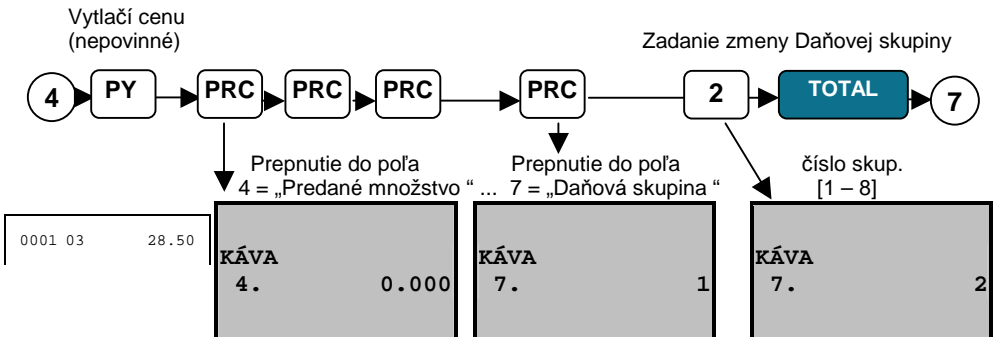 Vytlačí cenu
(nepovinné)
Zadanie zmeny Daňovej skupiny
4 PY PRC PRC PRC PRC 2 TOTAL 7
Prepnutie do poľa Prepnutie do poľa číslo skup.
4 = „Predané množstvo “ ... 7 = „Daňová skupina “ [1 – 8]
0001 03 28.50
KÁVA KÁVA KÁVA
4. 0.000 7. 1 7. 2